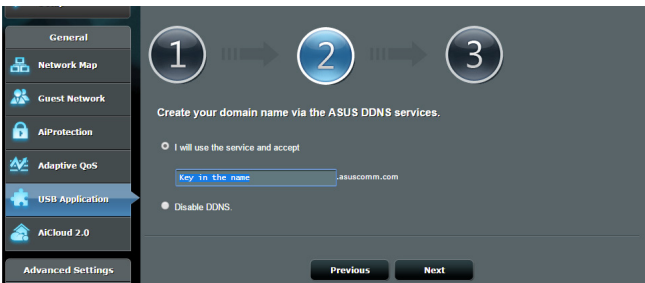 General
Network Map
Guest Network
AiProtection
Adaptive QoS
USB Application
AiCloud 2.0
Advanced Settings
1
2
3
Create your domain name via the ASUS DDNS services.
I will use the service and accept
Key in the name .asuscomm.com
Disable DDNS.
Previous Next